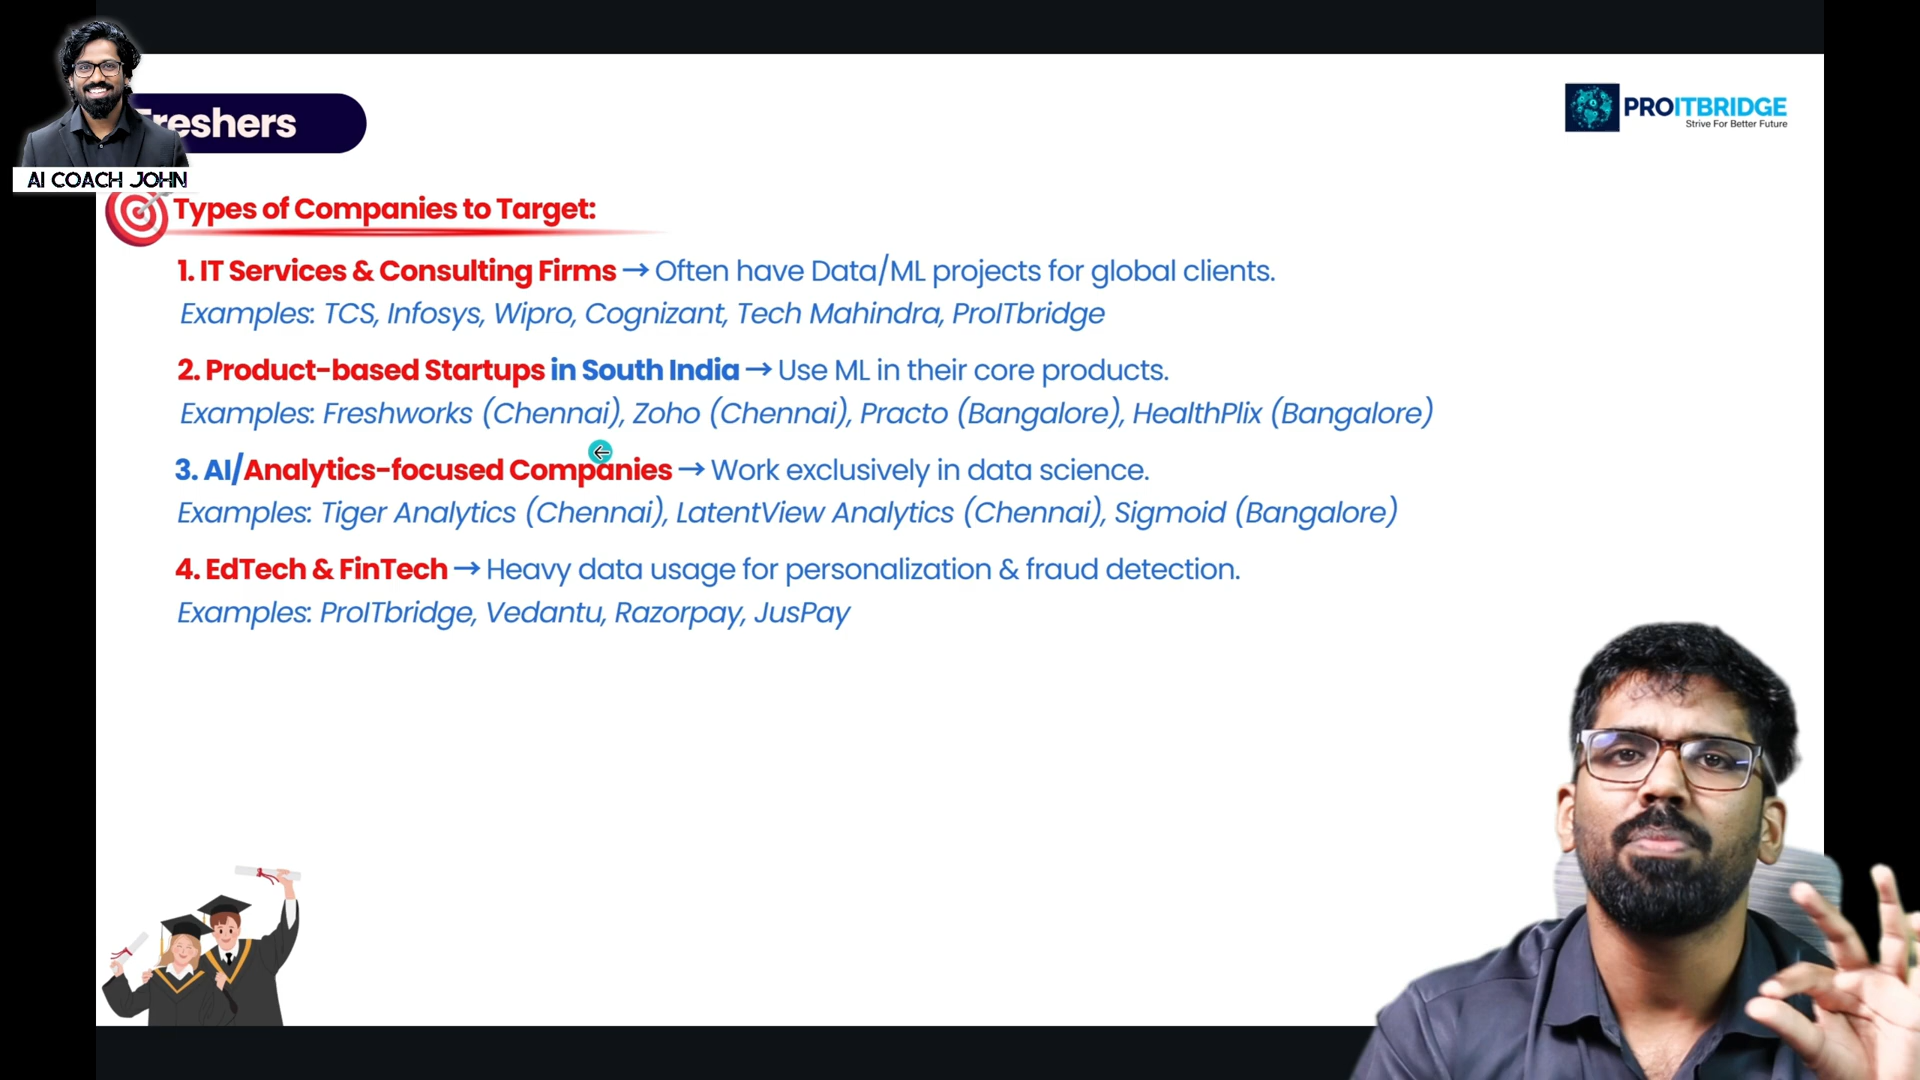 Freshers
PROITBRIDGE
Strive For Better Future
AI COACH JOHN
Types of Companies to Target:
1. IT Services & Consulting Firms → Often have Data/ML projects for global clients.
Examples: TCS, Infosys, Wipro, Cognizant, Tech Mahindra, ProITbridge
2. Product-based Startups in South India → Use ML in their core products.
Examples: Freshworks (Chennai), Zoho (Chennai), Practo (Bangalore), HealthPlix (Bangalore)
3. AI/Analytics-focused Companies → Work exclusively in data science.
Examples: Tiger Analytics (Chennai), LatentView Analytics (Chennai), Sigmoid (Bangalore)
4. EdTech & FinTech → Heavy data usage for personalization & fraud detection.
Examples: ProITbridge, Vedantu, Razorpay, JusPay